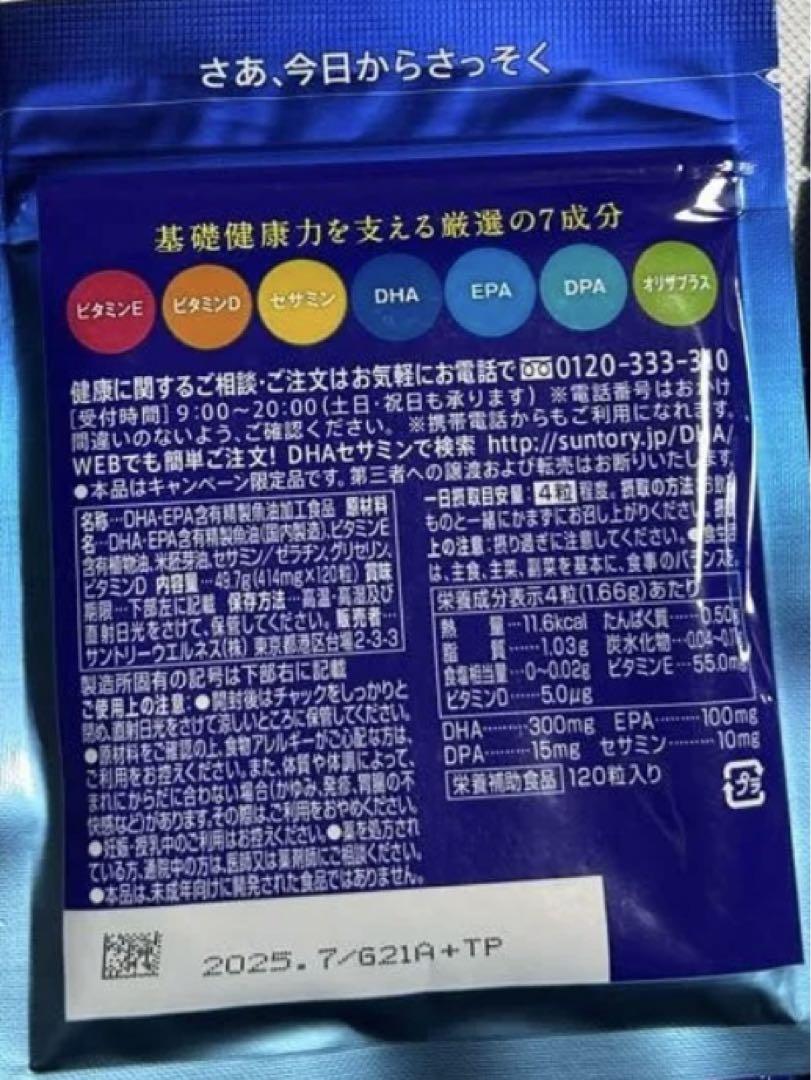 さあ、今日からさっそく
基礎健康力を支える厳選の7成分
ビタミンE ビタミンD セサミン DHA EPA DPA オリザプラス
健康に関するご相談・ご注文はお気軽にお電話で 0120-333-310
[受付時間]9:00～20:00(土日・祝日も承ります) ※電話番号はおかけ
間違いのないよう、ご確認ください。 ※携帯電話からもご利用になれます。
WEBでも簡単ご注文! DHAセサミンで検索 http://suntory.jp/DHA/
●本品はキャンペーン限定品です。第三者への譲渡および転売はお断りいたします。
名称…DHA・EPA含有精製魚油加工食品 原材料
名…DHA・EPA含有精製魚油(国内製造)、ビタミンE
含有植物油、米胚芽油、セサミン/ゼラチン、グリセリン、
ビタミンD 内容量…49.7g(414mg×120粒) 賞味
期限…下部左に記載 保存方法…高温・高湿及び
直射日光をさけて、保管してください。販売者…
サントリーウエルネス(株) 東京都港区台場2-3-3
製造所固有の記号は下部右に記載
ご使用上の注意:●開封後はチャックをしっかりと
閉め、直射日光をさけて涼しいところに保管してください。
●原材料をご確認の上、食物アレルギーがご心配な方は、
ご利用をお控えください。また、体質や体調によって、
まれにからだに合わない場合(かゆみ、発疹、胃腸の不
快感など)があります。その際は、ご利用をおやめください。
●妊娠・授乳中のご利用はお控えください。●薬を処方され
ている方、通院中の方は、医師又は薬剤師にご相談ください。
●本品は、未成年向けに開発された食品ではありません。
一日摂取目安量:4粒程度。摂取の方法:飲
ものと一緒にかまずにお召し上がりください。摂取
上の注意:摂り過ぎに注意してください。●食生活
は、主食、主菜、副菜を基本に、食事のバランスを。
栄養成分表示4粒(1.66g)あたり
熱 量…11.6kcal たんぱく質…0.50g
脂 質……1.03g 炭水化物…0.04~0.
食塩相当量…0~0.02g ビタミンE…55.0mg
ビタミンD……5.0μg
DHA………300mg EPA………100mg
DPA………15mg セサミン………10mg
栄養補助食品 120粒入り
プラ
2025.7/G21A+TP